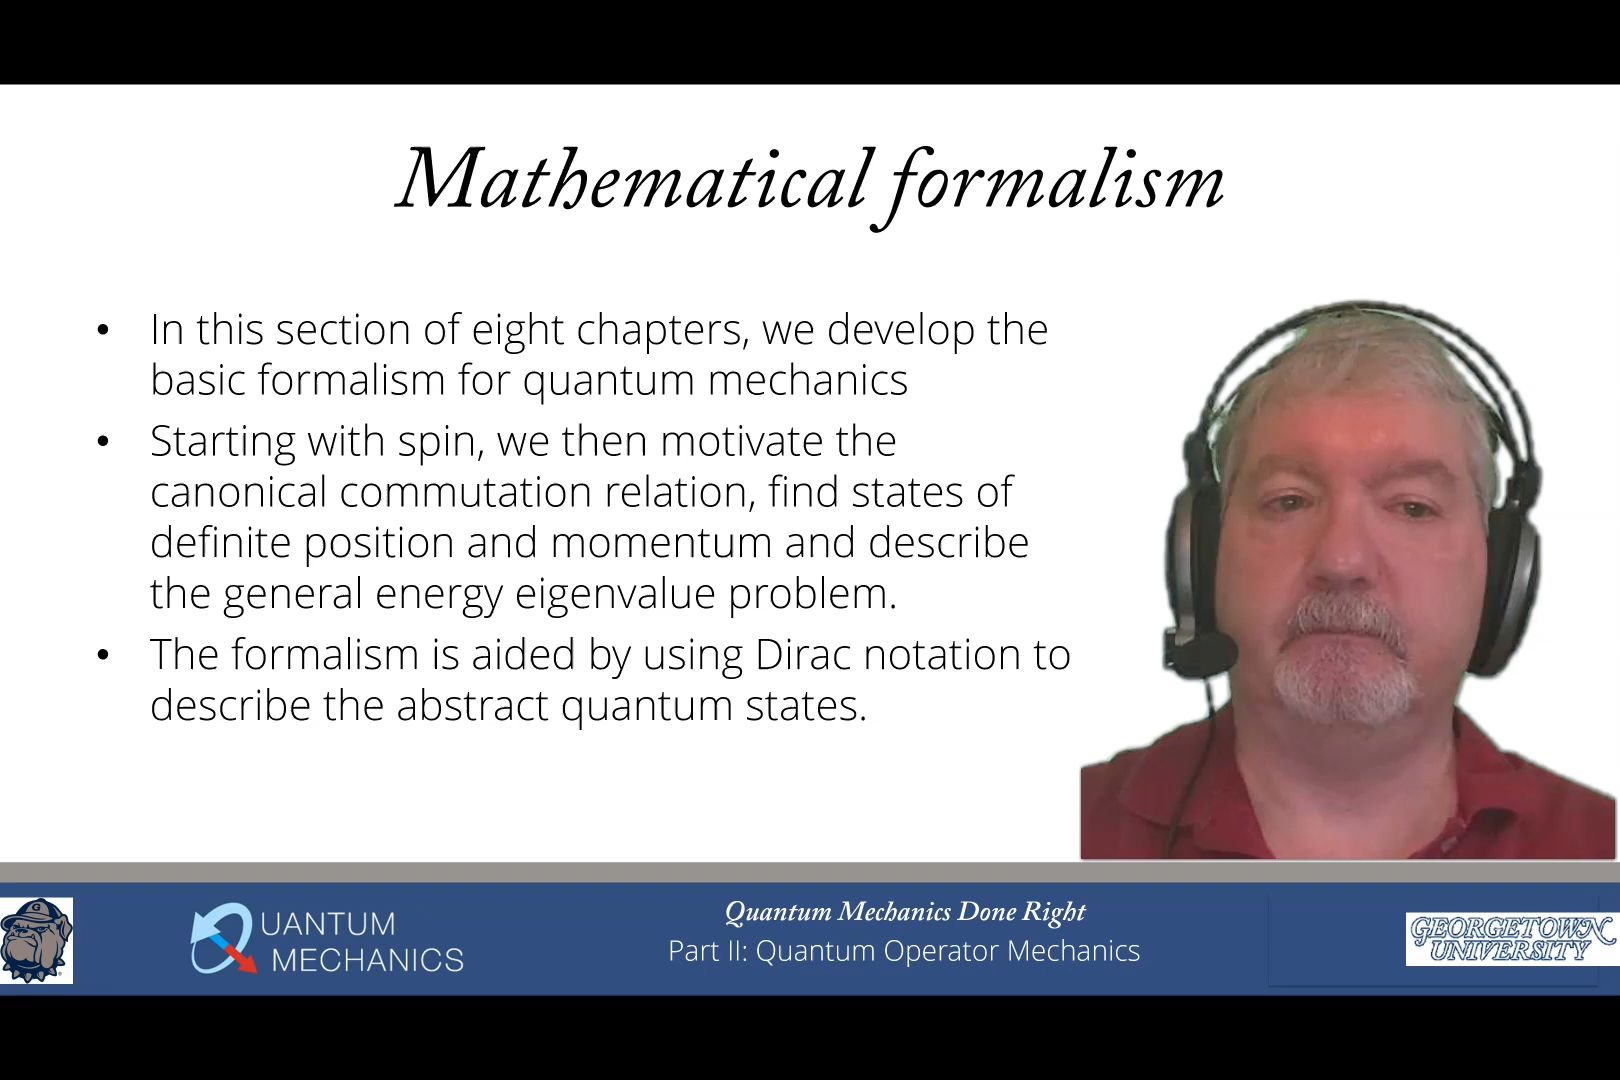 Mathematical formalism
• In this section of eight chapters, we develop the
basic formalism for quantum mechanics
• Starting with spin, we then motivate the
canonical commutation relation, find states of
definite position and momentum and describe
the general energy eigenvalue problem.
• The formalism is aided by using Dirac notation to
describe the abstract quantum states.
G
QUANTUM
MECHANICS
Quantum Mechanics Done Right
Part II: Quantum Operator Mechanics
GEORGETOWN
UNIVERSITY